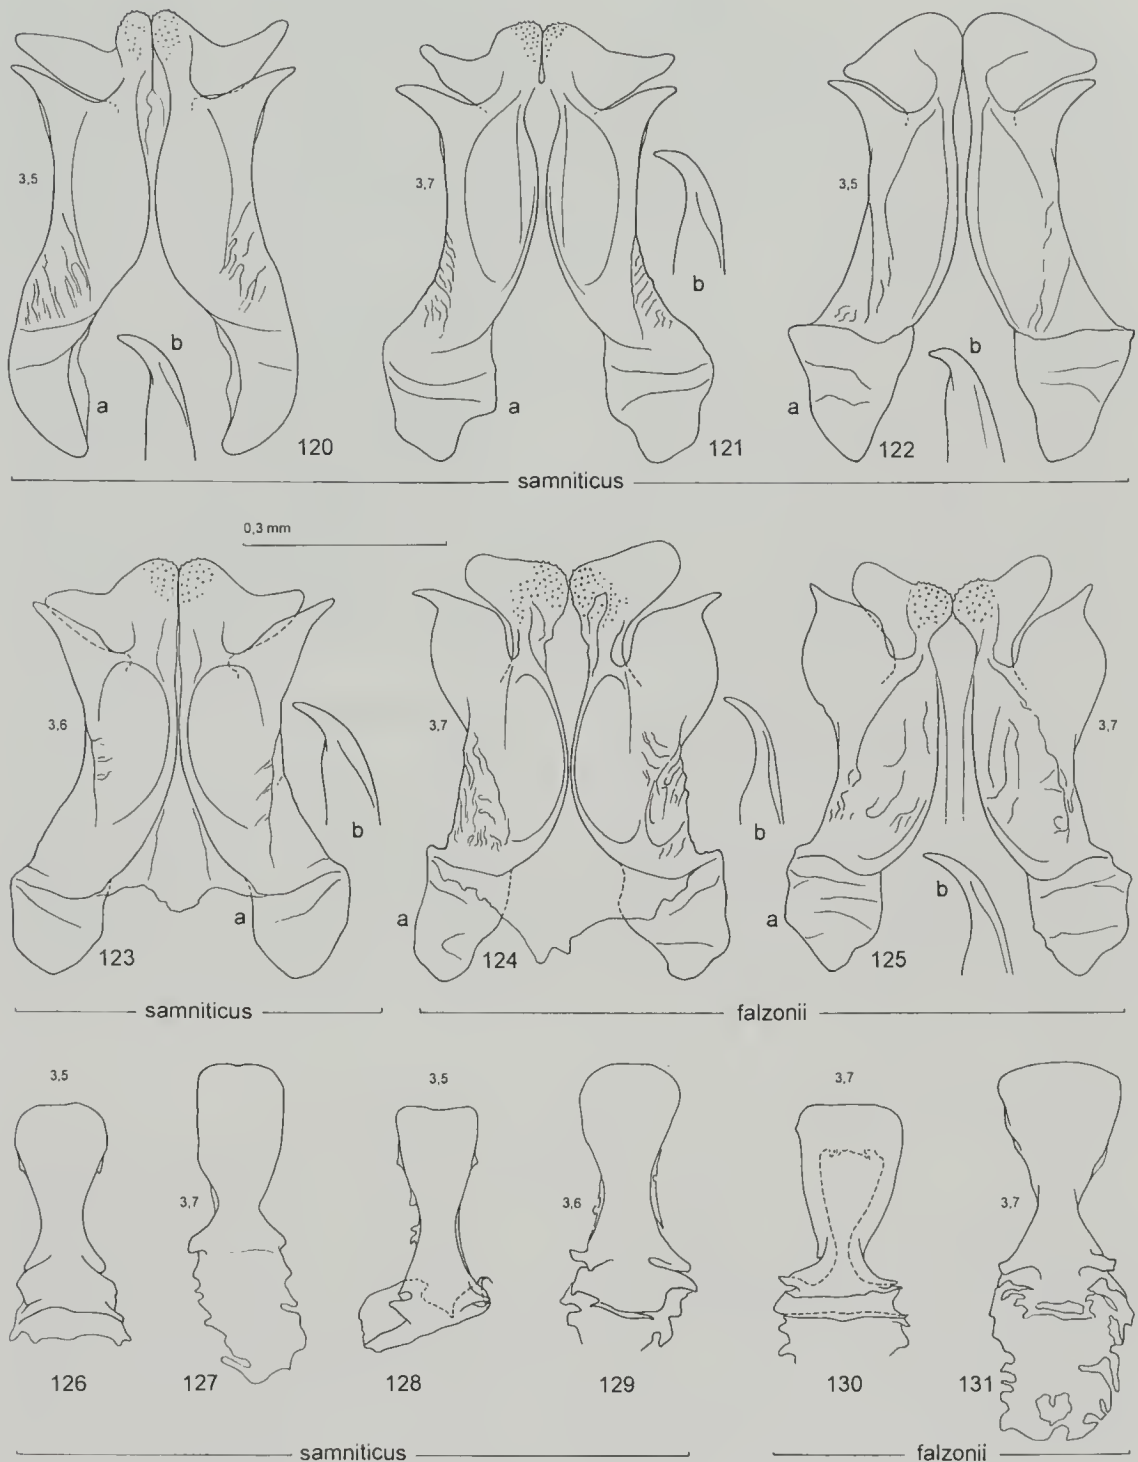 3,5
a
b
120
3,7
a
b
121
3,5
a
b
122
samniticus
0,3 mm
3,6
a
b
123
3,7
a
b
124
3,7
a
b
125
samniticus
falzonii
3,5
126
3,7
127
3,5
128
3,6
129
3,7
130
3,7
131
samniticus
falzonii